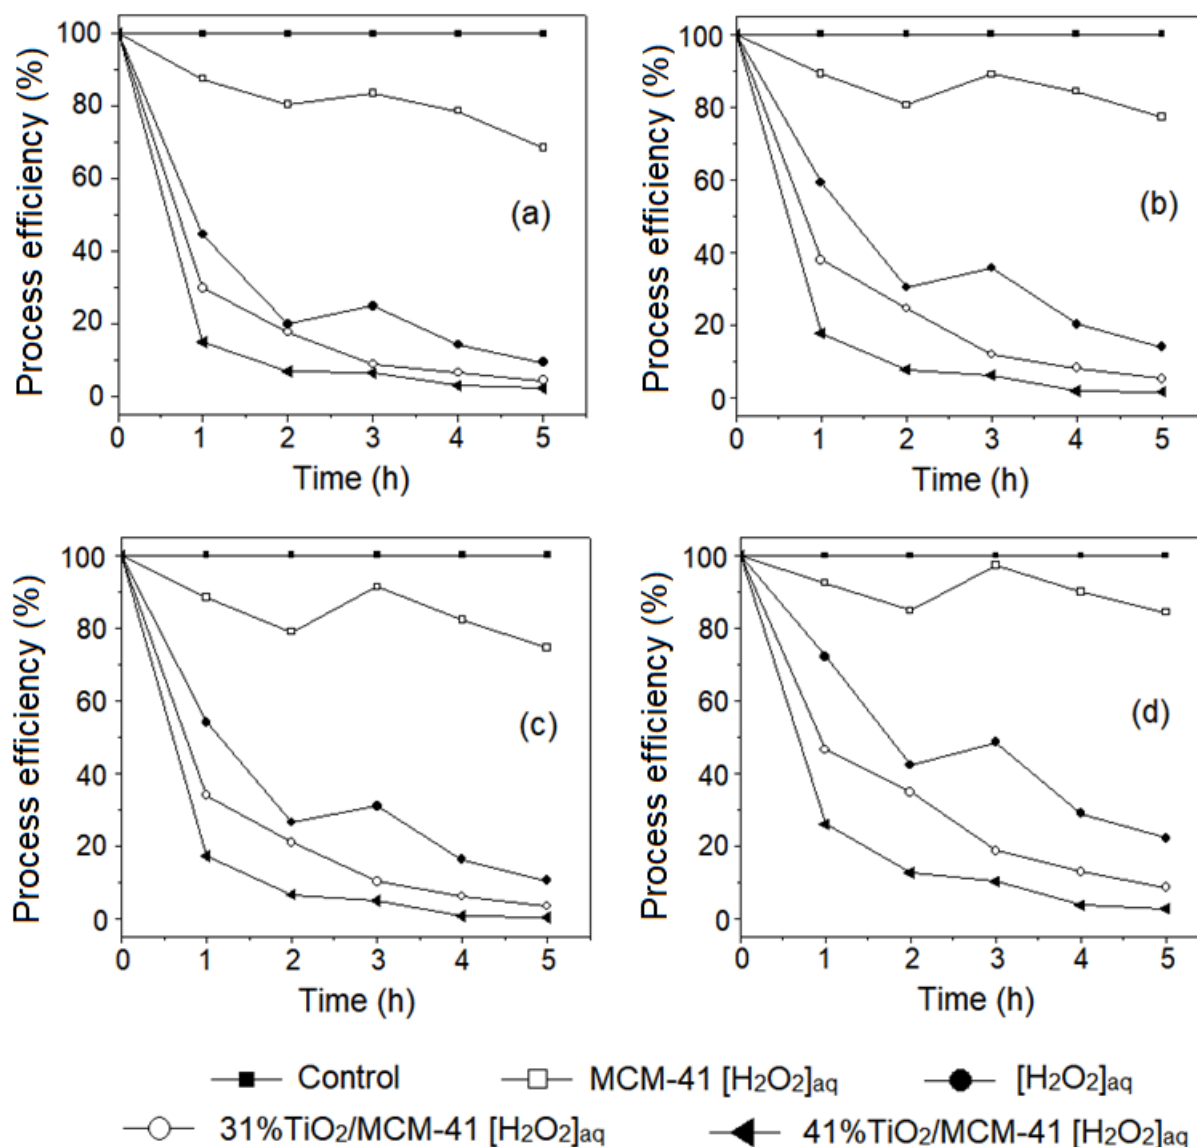 Process efficiency (%)
100
80
60
40
20
0
0 1 2 3 4 5
Time (h)
(a)
Process efficiency (%)
100
80
60
40
20
0
0 1 2 3 4 5
Time (h)
(b)
Process efficiency (%)
100
80
60
40
20
0
0 1 2 3 4 5
Time (h)
(c)
Process efficiency (%)
100
80
60
40
20
0
0 1 2 3 4 5
Time (h)
(d)
Control MCM-41 [H₂O₂]aq [H₂O₂]aq
31%TiO₂/MCM-41 [H₂O₂]aq 41%TiO₂/MCM-41 [H₂O₂]aq